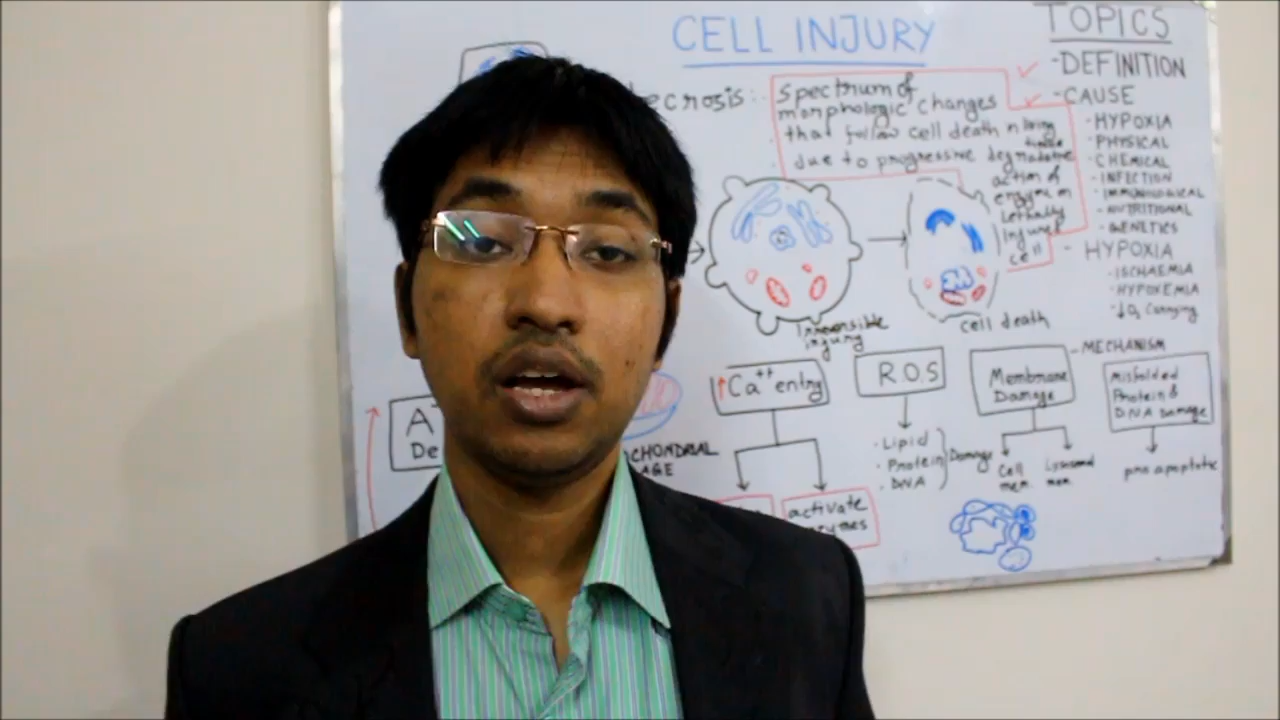 CELL INJURY
TOPICS
-DEFINITION
-CAUSE
·HYPOXIA
·PHYSICAL
·CHEMICAL
·INFECTION
·IMMUNOLOGICAL
·NUTRITIONAL
·GENETICS
- HYPOXIA
·ISCHAEMIA
·HYPOXEMIA
·↓O2 Carrying
-MECHANISM
ecrosis:-
Spectrum of
morphologic changes
that follow cell death in living
tissue
due to progressive degradative
action of
enzymes on
Lethally
Injured
cell
Irreversible
injury
cell death
A
De
CHONDRIAL
AGE
↑Ca++ entry
activate
R.O.S
·Lipid
·Protein
·DNA
Damage
Membrane
Damage
Cell
mem
Lysosomal
mem
Misfolded
Protein &
DNA Damage
pro apoptotic